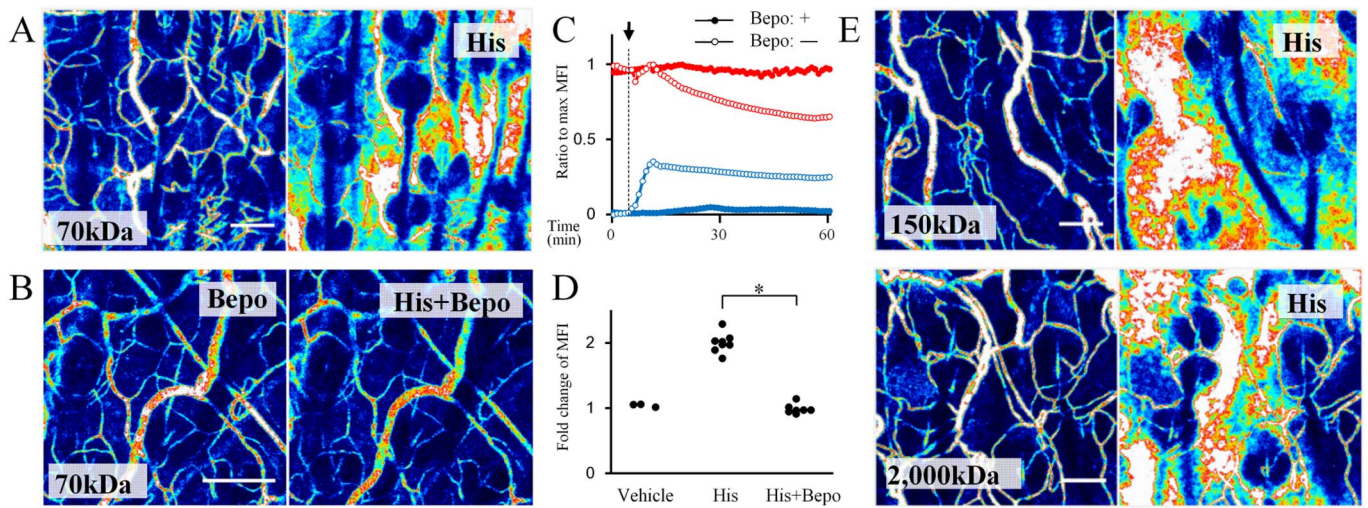 A
His
70kDa
B
Bepo
His+Bepo
70kDa
C
Bepo: +
Bepo: —
Ratio to max MFI
1
0.5
0
Time
(min)
0
30
60
D
*
Fold change of MFI
2
1
0
Vehicle
His
His+Bepo
E
His
150kDa
His
2,000kDa